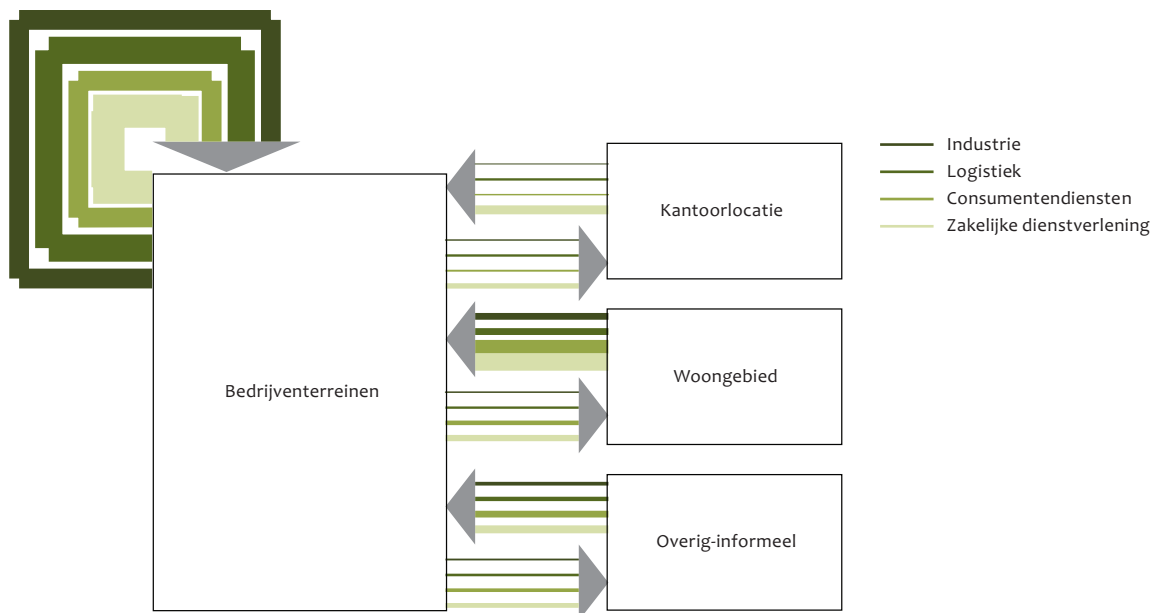 Industrie
Logistiek
Consumentendiensten
Zakelijke dienstverlening
Kantoorlocatie
Woongebied
Bedrijventerreinen
Overig-informeel